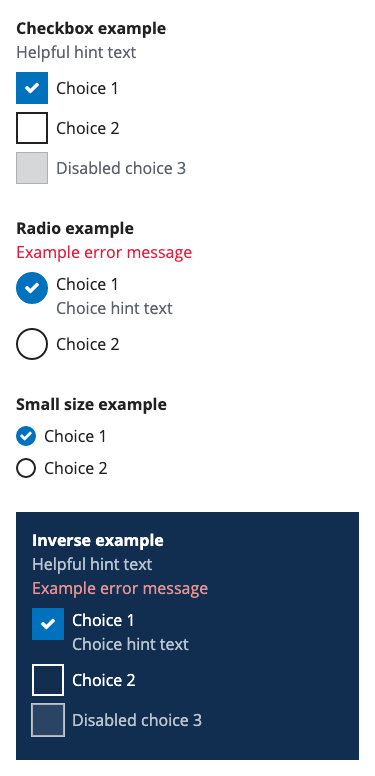 Checkbox example
Helpful hint text
Choice 1
Choice 2
Disabled choice 3
Radio example
Example error message
Choice 1
Choice hint text
Choice 2
Small size example
Choice 1
Choice 2
Inverse example
Helpful hint text
Example error message
Choice 1
Choice hint text
Choice 2
Disabled choice 3